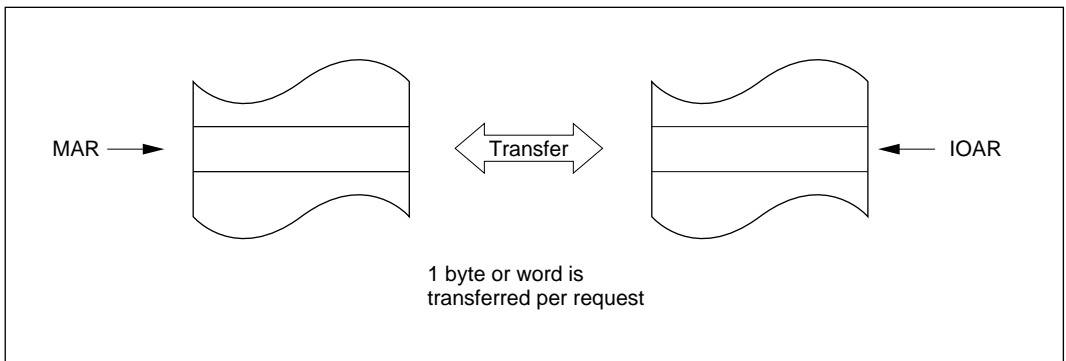 MAR
Transfer
IOAR
1 byte or word is
transferred per request